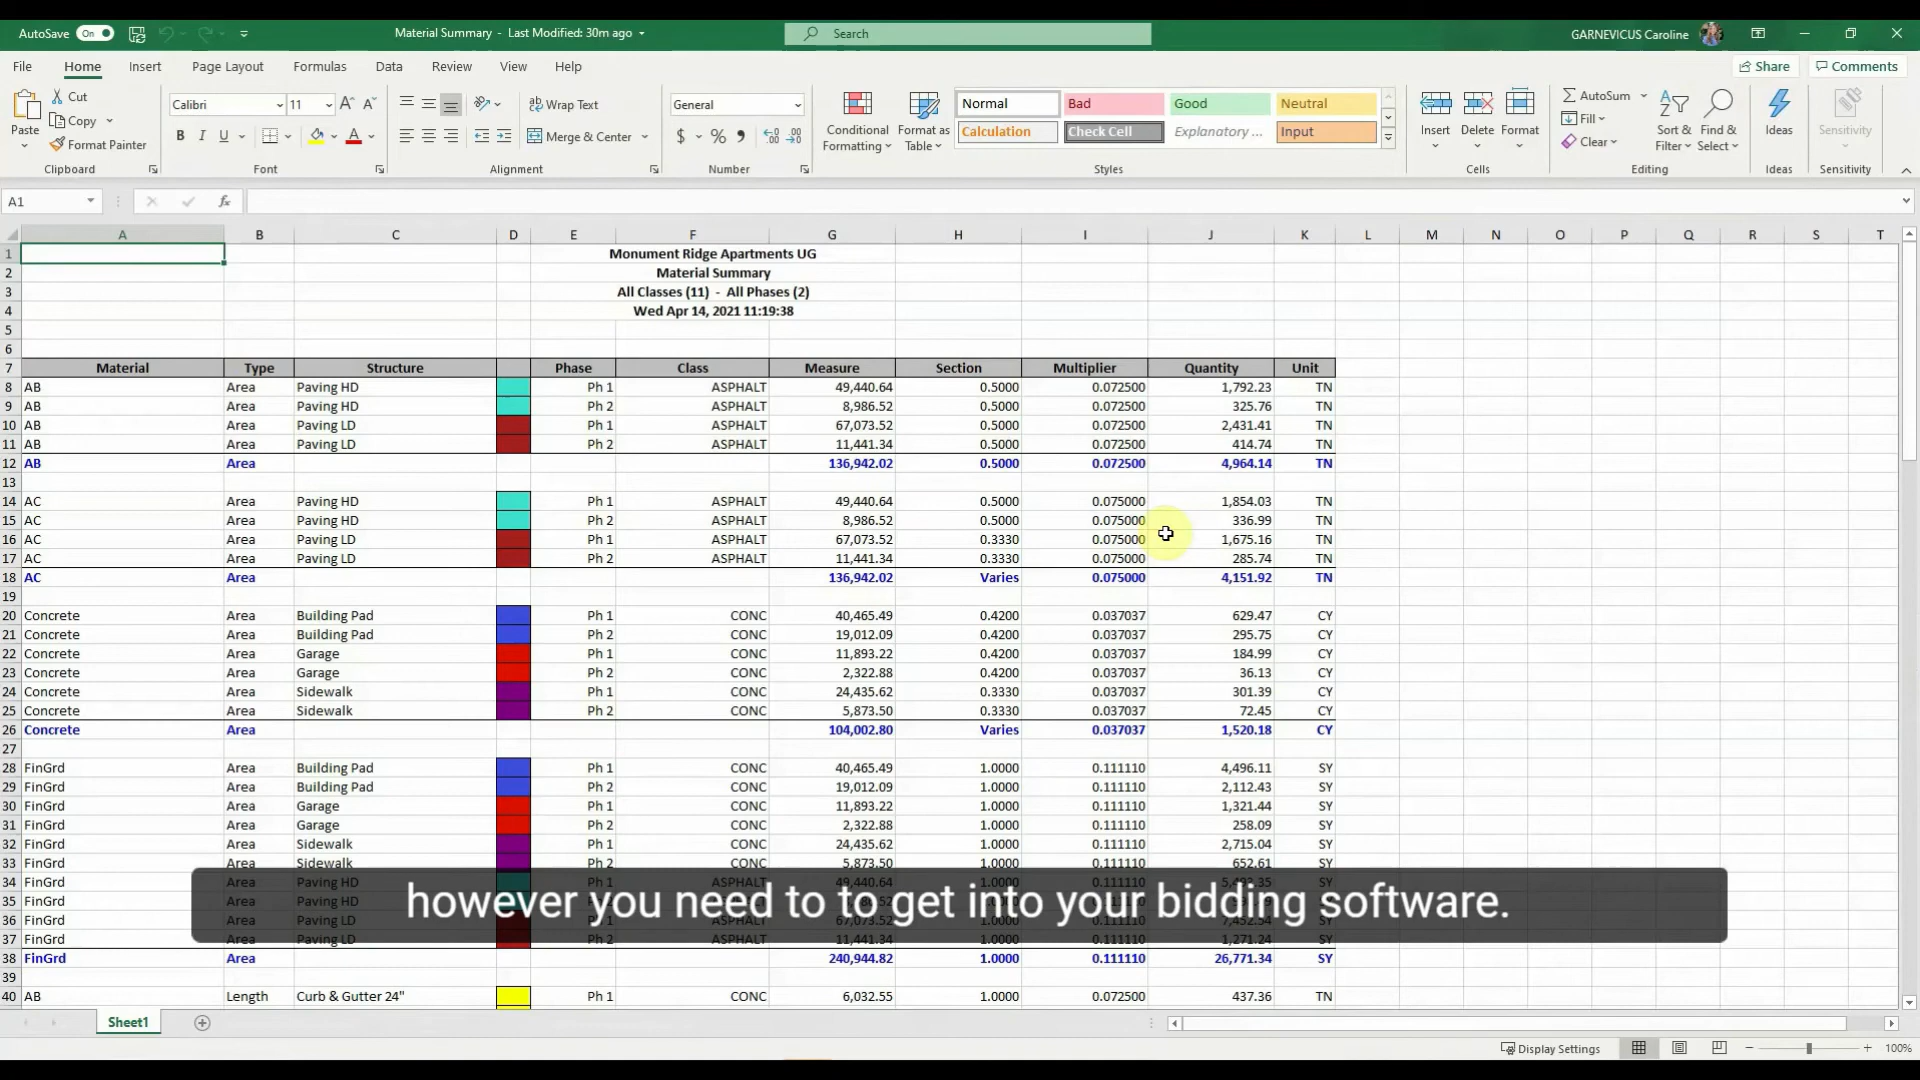 AutoSave On
Material Summary - Last Modified: 30m ago
Search
GARNEVICUS Caroline
File Home Insert Page Layout Formulas Data Review View Help
Share Comments
Paste
Cut
Copy
Format Painter
Clipboard
Calibri 11
B I U
Font
Wrap Text
Merge & Center
Alignment
General
$ % ,
Number
Conditional Formatting
Format as Table
Normal Bad Good Neutral
Calculation Check Cell Explanatory ... Input
Styles
Insert Delete Format
Cells
AutoSum
Fill
Clear
Sort & Filter
Find & Select
Editing
Ideas
Ideas
Sensitivity
Sensitivity
A1 fx
A B C D E F G H I J K L M N O P Q R S T
1 Monument Ridge Apartments UG
2 Material Summary
3 All Classes (11) - All Phases (2)
4 Wed Apr 14, 2021 11:19:38
5
6
7 Material Type Structure Phase Class Measure Section Multiplier Quantity Unit
8 AB Area Paving HD Ph 1 ASPHALT 49,440.64 0.5000 0.072500 1,792.23 TN
9 AB Area Paving HD Ph 2 ASPHALT 8,986.52 0.5000 0.072500 325.76 TN
10 AB Area Paving LD Ph 1 ASPHALT 67,073.52 0.5000 0.072500 2,431.41 TN
11 AB Area Paving LD Ph 2 ASPHALT 11,441.34 0.5000 0.072500 414.74 TN
12 AB Area 136,942.02 0.5000 0.072500 4,964.14 TN
13
14 AC Area Paving HD Ph 1 ASPHALT 49,440.64 0.5000 0.075000 1,854.03 TN
15 AC Area Paving HD Ph 2 ASPHALT 8,986.52 0.5000 0.075000 336.99 TN
16 AC Area Paving LD Ph 1 ASPHALT 67,073.52 0.3330 0.075000 1,675.16 TN
17 AC Area Paving LD Ph 2 ASPHALT 11,441.34 0.3330 0.075000 285.74 TN
18 AC Area 136,942.02 Varies 0.075000 4,151.92 TN
19
20 Concrete Area Building Pad Ph 1 CONC 40,465.49 0.4200 0.037037 629.47 CY
21 Concrete Area Building Pad Ph 2 CONC 19,012.09 0.4200 0.037037 295.75 CY
22 Concrete Area Garage Ph 1 CONC 11,893.22 0.4200 0.037037 184.99 CY
23 Concrete Area Garage Ph 2 CONC 2,322.88 0.4200 0.037037 36.13 CY
24 Concrete Area Sidewalk Ph 1 CONC 24,435.62 0.3330 0.037037 301.39 CY
25 Concrete Area Sidewalk Ph 2 CONC 5,873.50 0.3330 0.037037 72.45 CY
26 Concrete Area 104,002.80 Varies 0.037037 1,520.18 CY
27
28 FinGrd Area Building Pad Ph 1 CONC 40,465.49 1.0000 0.111110 4,496.11 SY
29 FinGrd Area Building Pad Ph 2 CONC 19,012.09 1.0000 0.111110 2,112.43 SY
30 FinGrd Area Garage Ph 1 CONC 11,893.22 1.0000 0.111110 1,321.44 SY
31 FinGrd Area Garage Ph 2 CONC 2,322.88 1.0000 0.111110 258.09 SY
32 FinGrd Area Sidewalk Ph 1 CONC 24,435.62 1.0000 0.111110 2,715.04 SY
33 FinGrd Area Sidewalk Ph 2 CONC 5,873.50 1.0000 0.111110 652.61 SY
34 FinGrd Area Paving HD Ph 1 ASPHALT 49,440.64 1.0000 0.111110 SY
35 FinGrd
36 FinGrd Area Paving LD
37 FinGrd Area Paving LD Ph 2 ASPHALT 11,441.34 1.0000 0.111110 1,271.24 SY
however you need to to get into your bidding software.
38 FinGrd Area 240,944.82 1.0000 0.111110 26,771.34 SY
39
40 AB Length Curb & Gutter 24" Ph 1 CONC 6,032.55 1.0000 0.072500 437.36 TN
Sheet1
Display Settings 100%